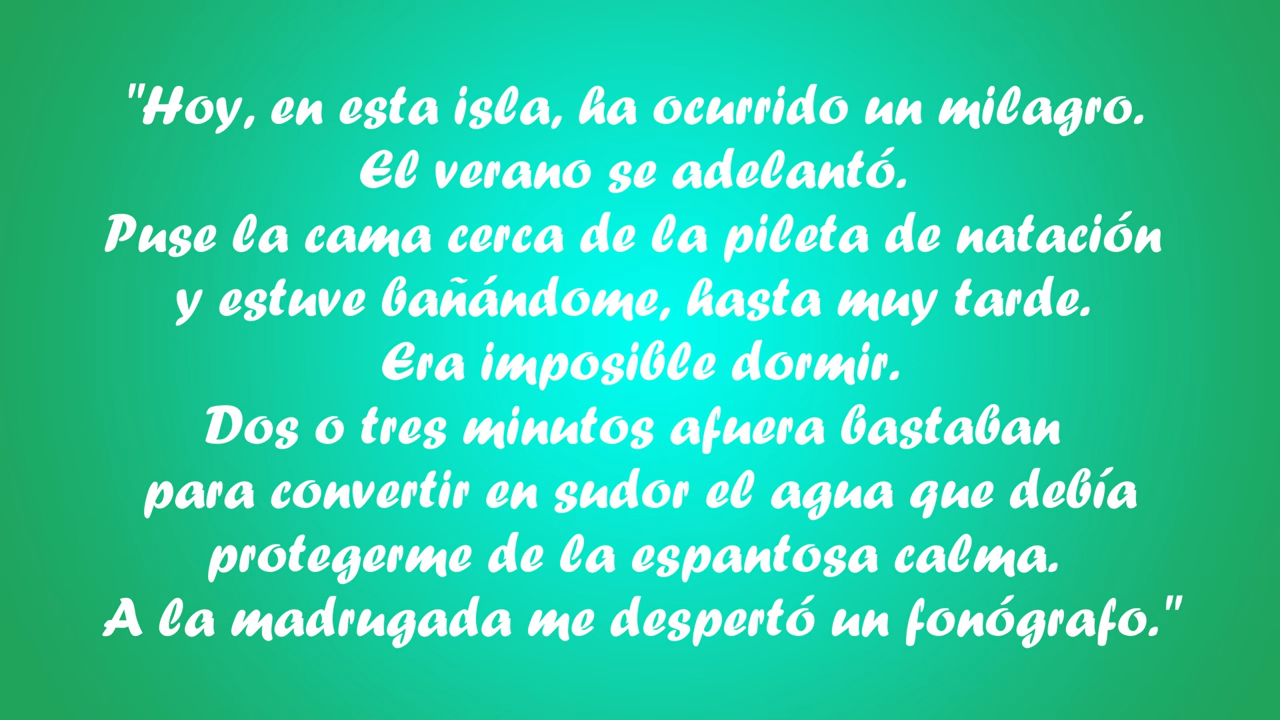 "Hoy, en esta isla, ha ocurrido un milagro.
El verano se adelantó.
Puse la cama cerca de la pileta de natación
y estuve bañándome, hasta muy tarde.
Era imposible dormir.
Dos o tres minutos afuera bastaban
para convertir en sudor el agua que debía
protegerme de la espantosa calma.
A la madrugada me despertó un fonógrafo."